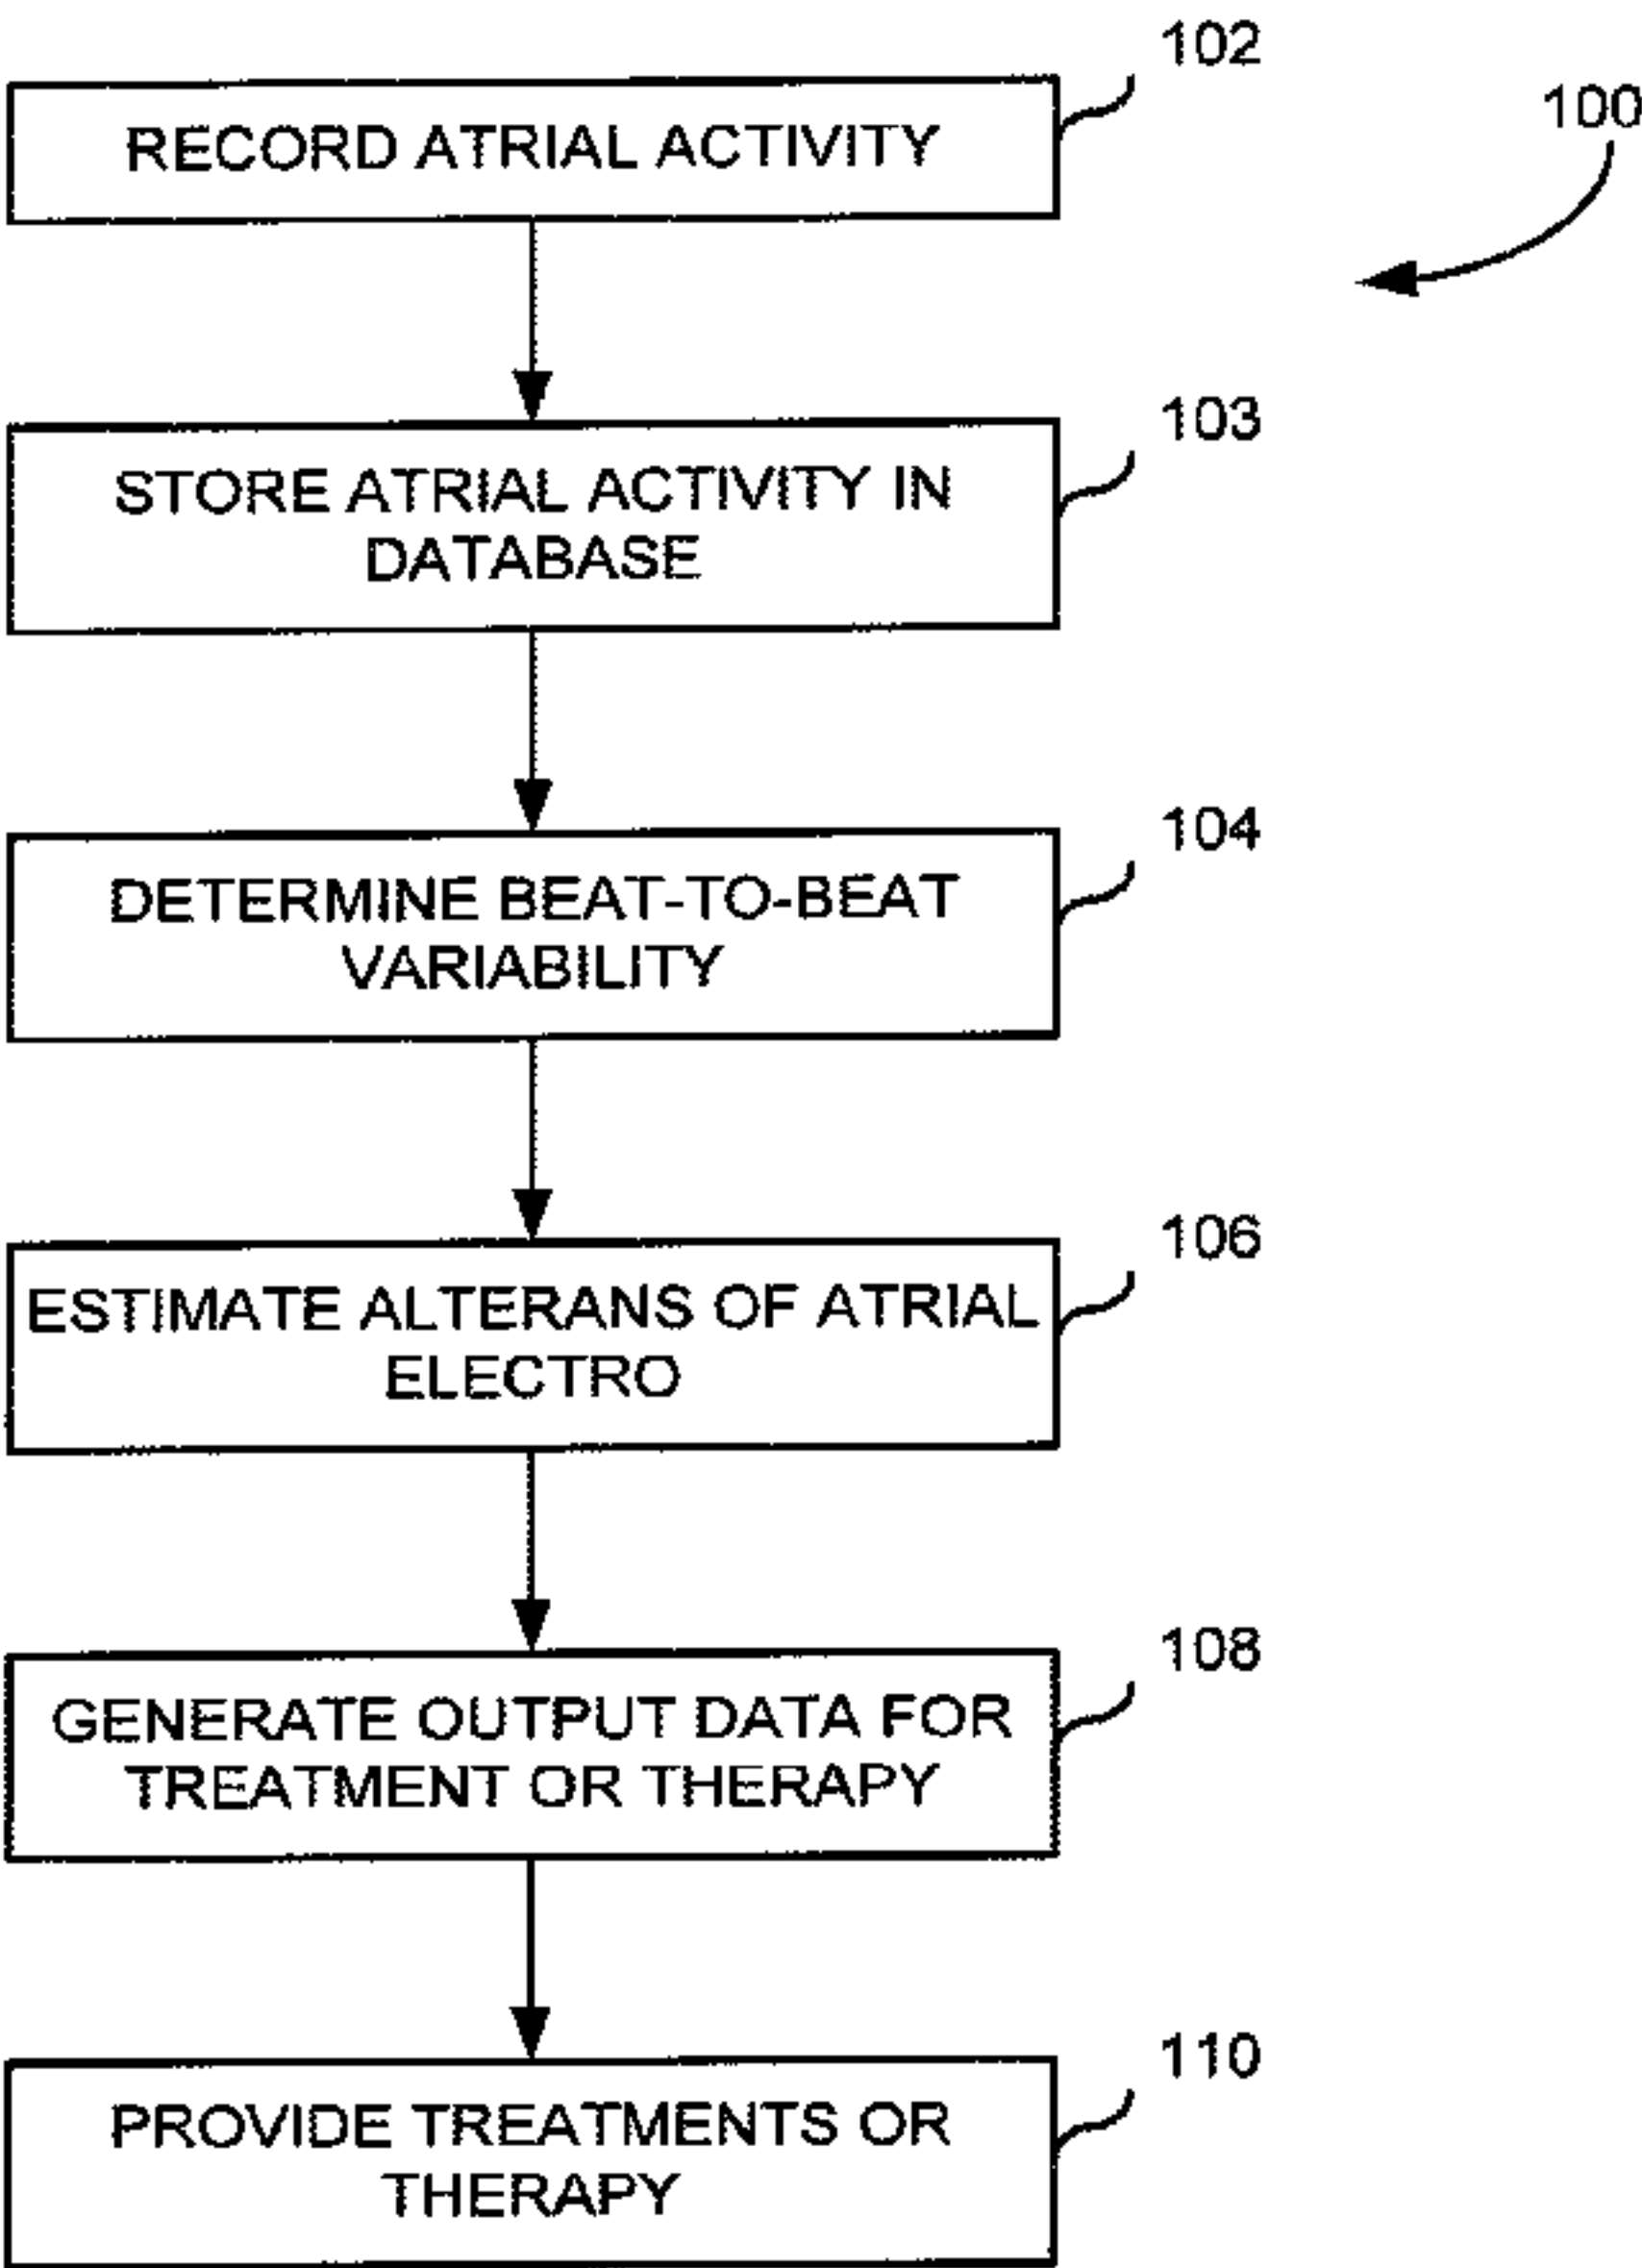 102
100
RECORD ATRIAL ACTIVITY
103
STORE ATRIAL ACTIVITY IN
DATABASE
104
DETERMINE BEAT-TO-BEAT
VARIABILITY
106
ESTIMATE ALTERANS OF ATRIAL
ELECTRO
108
GENERATE OUTPUT DATA FOR
TREATMENT OR THERAPY
110
PROVIDE TREATMENTS OR
THERAPY